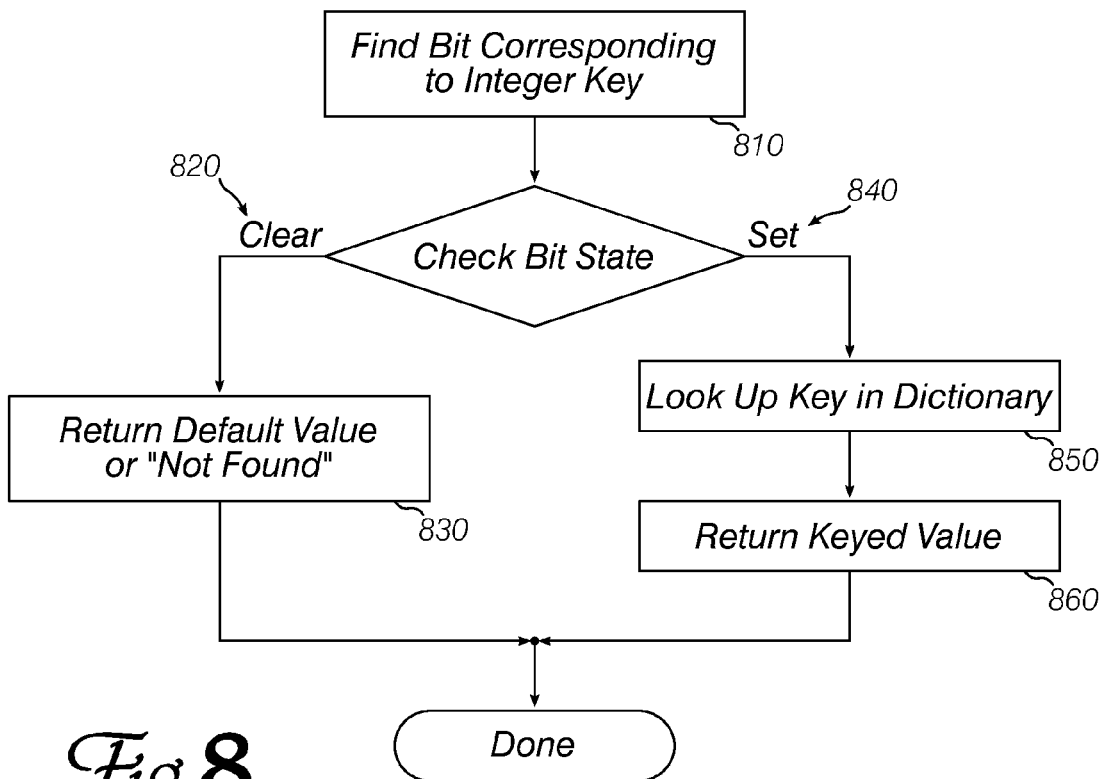 Find Bit Corresponding
to Integer Key
810
820
840
Clear
Set
Check Bit State
Look Up Key in Dictionary
850
Return Default Value
or "Not Found"
830
Return Keyed Value
860
Done
Fig. 8